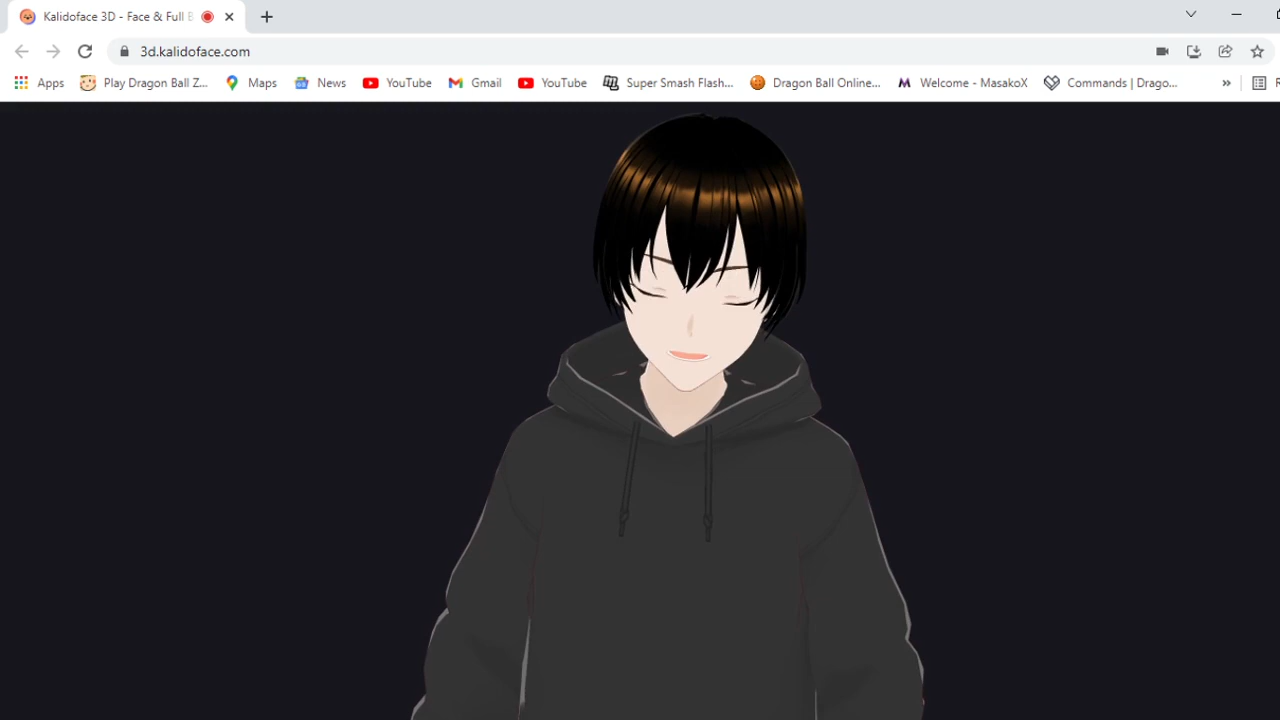 Kalidoface 3D - Face & Full B
3d.kalidoface.com
Apps Play Dragon Ball Z... Maps News YouTube Gmail YouTube Super Smash Flash... Dragon Ball Online... Welcome - MasakoX Commands | Drago... » R